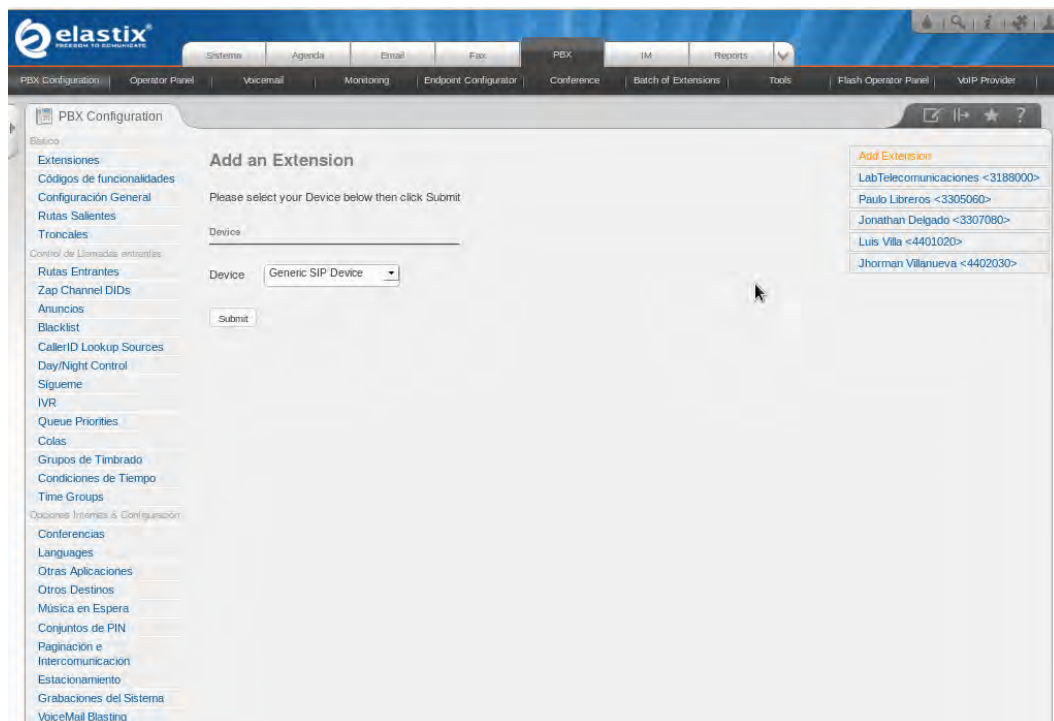 elastix®
FREEDOM TO COMMUNICATE
Sistema Agenda Email Fax PBX IM Reports
PBX Configuration Operator Panel Voicemail Monitoring Endpoint Configurator Conference Batch of Extensions Tools Flash Operator Panel VoIP Provider
PBX Configuration
Básico
Extensiones
Códigos de funcionalidades
Configuración General
Rutas Salientes
Troncales
Control de Llamadas entrantes
Rutas Entrantes
Zap Channel DIDs
Anuncios
Blacklist
CallerID Lookup Sources
Day/Night Control
Sígueme
IVR
Queue Priorities
Colas
Grupos de Timbrado
Condiciones de Tiempo
Time Groups
Opciones Internas & Configuración
Conferencias
Languages
Otras Aplicaciones
Otros Destinos
Música en Espera
Conjuntos de PIN
Paginación e
Intercomunicación
Estacionamiento
Grabaciones del Sistema
VoiceMail Blasting
Add an Extension
Please select your Device below then click Submit
Device
Device Generic SIP Device
Submit
Add Extension
LabTelecomunicaciones <3188000>
Paulo Libreros <3305060>
Jonathan Delgado <3307080>
Luis Villa <4401020>
Jhorman Villanueva <4402030>